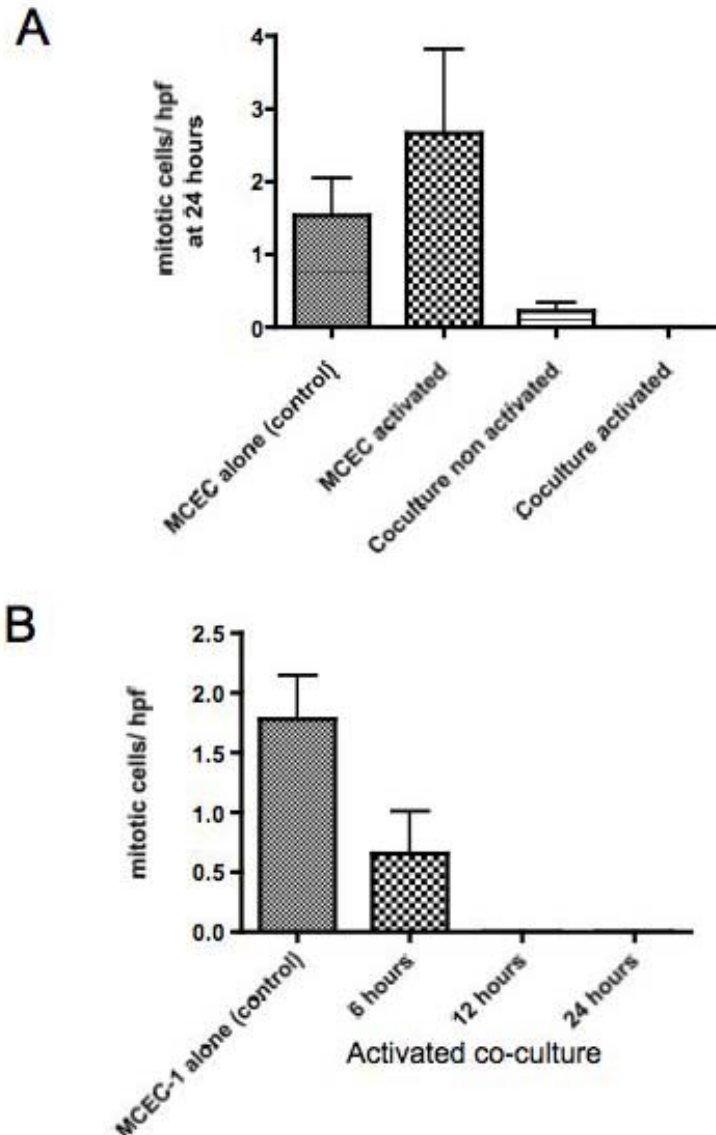 A
mitotic cells/ hpf
at 24 hours
4
3
2
1
0
MCEC alone (control)
MCEC activated
Coculture non activated
Coculture activated
B
mitotic cells/ hpf
2.5
2.0
1.5
1.0
0.5
0.0
MCEC-1 alone (control)
6 hours
12 hours
24 hours
Activated co-culture